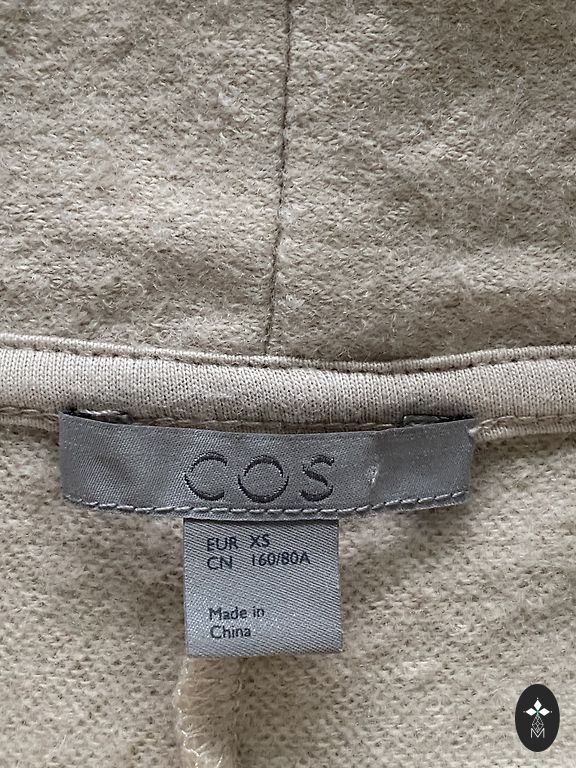 COS
EUR XS
CN 160/80A
Made in
China
M